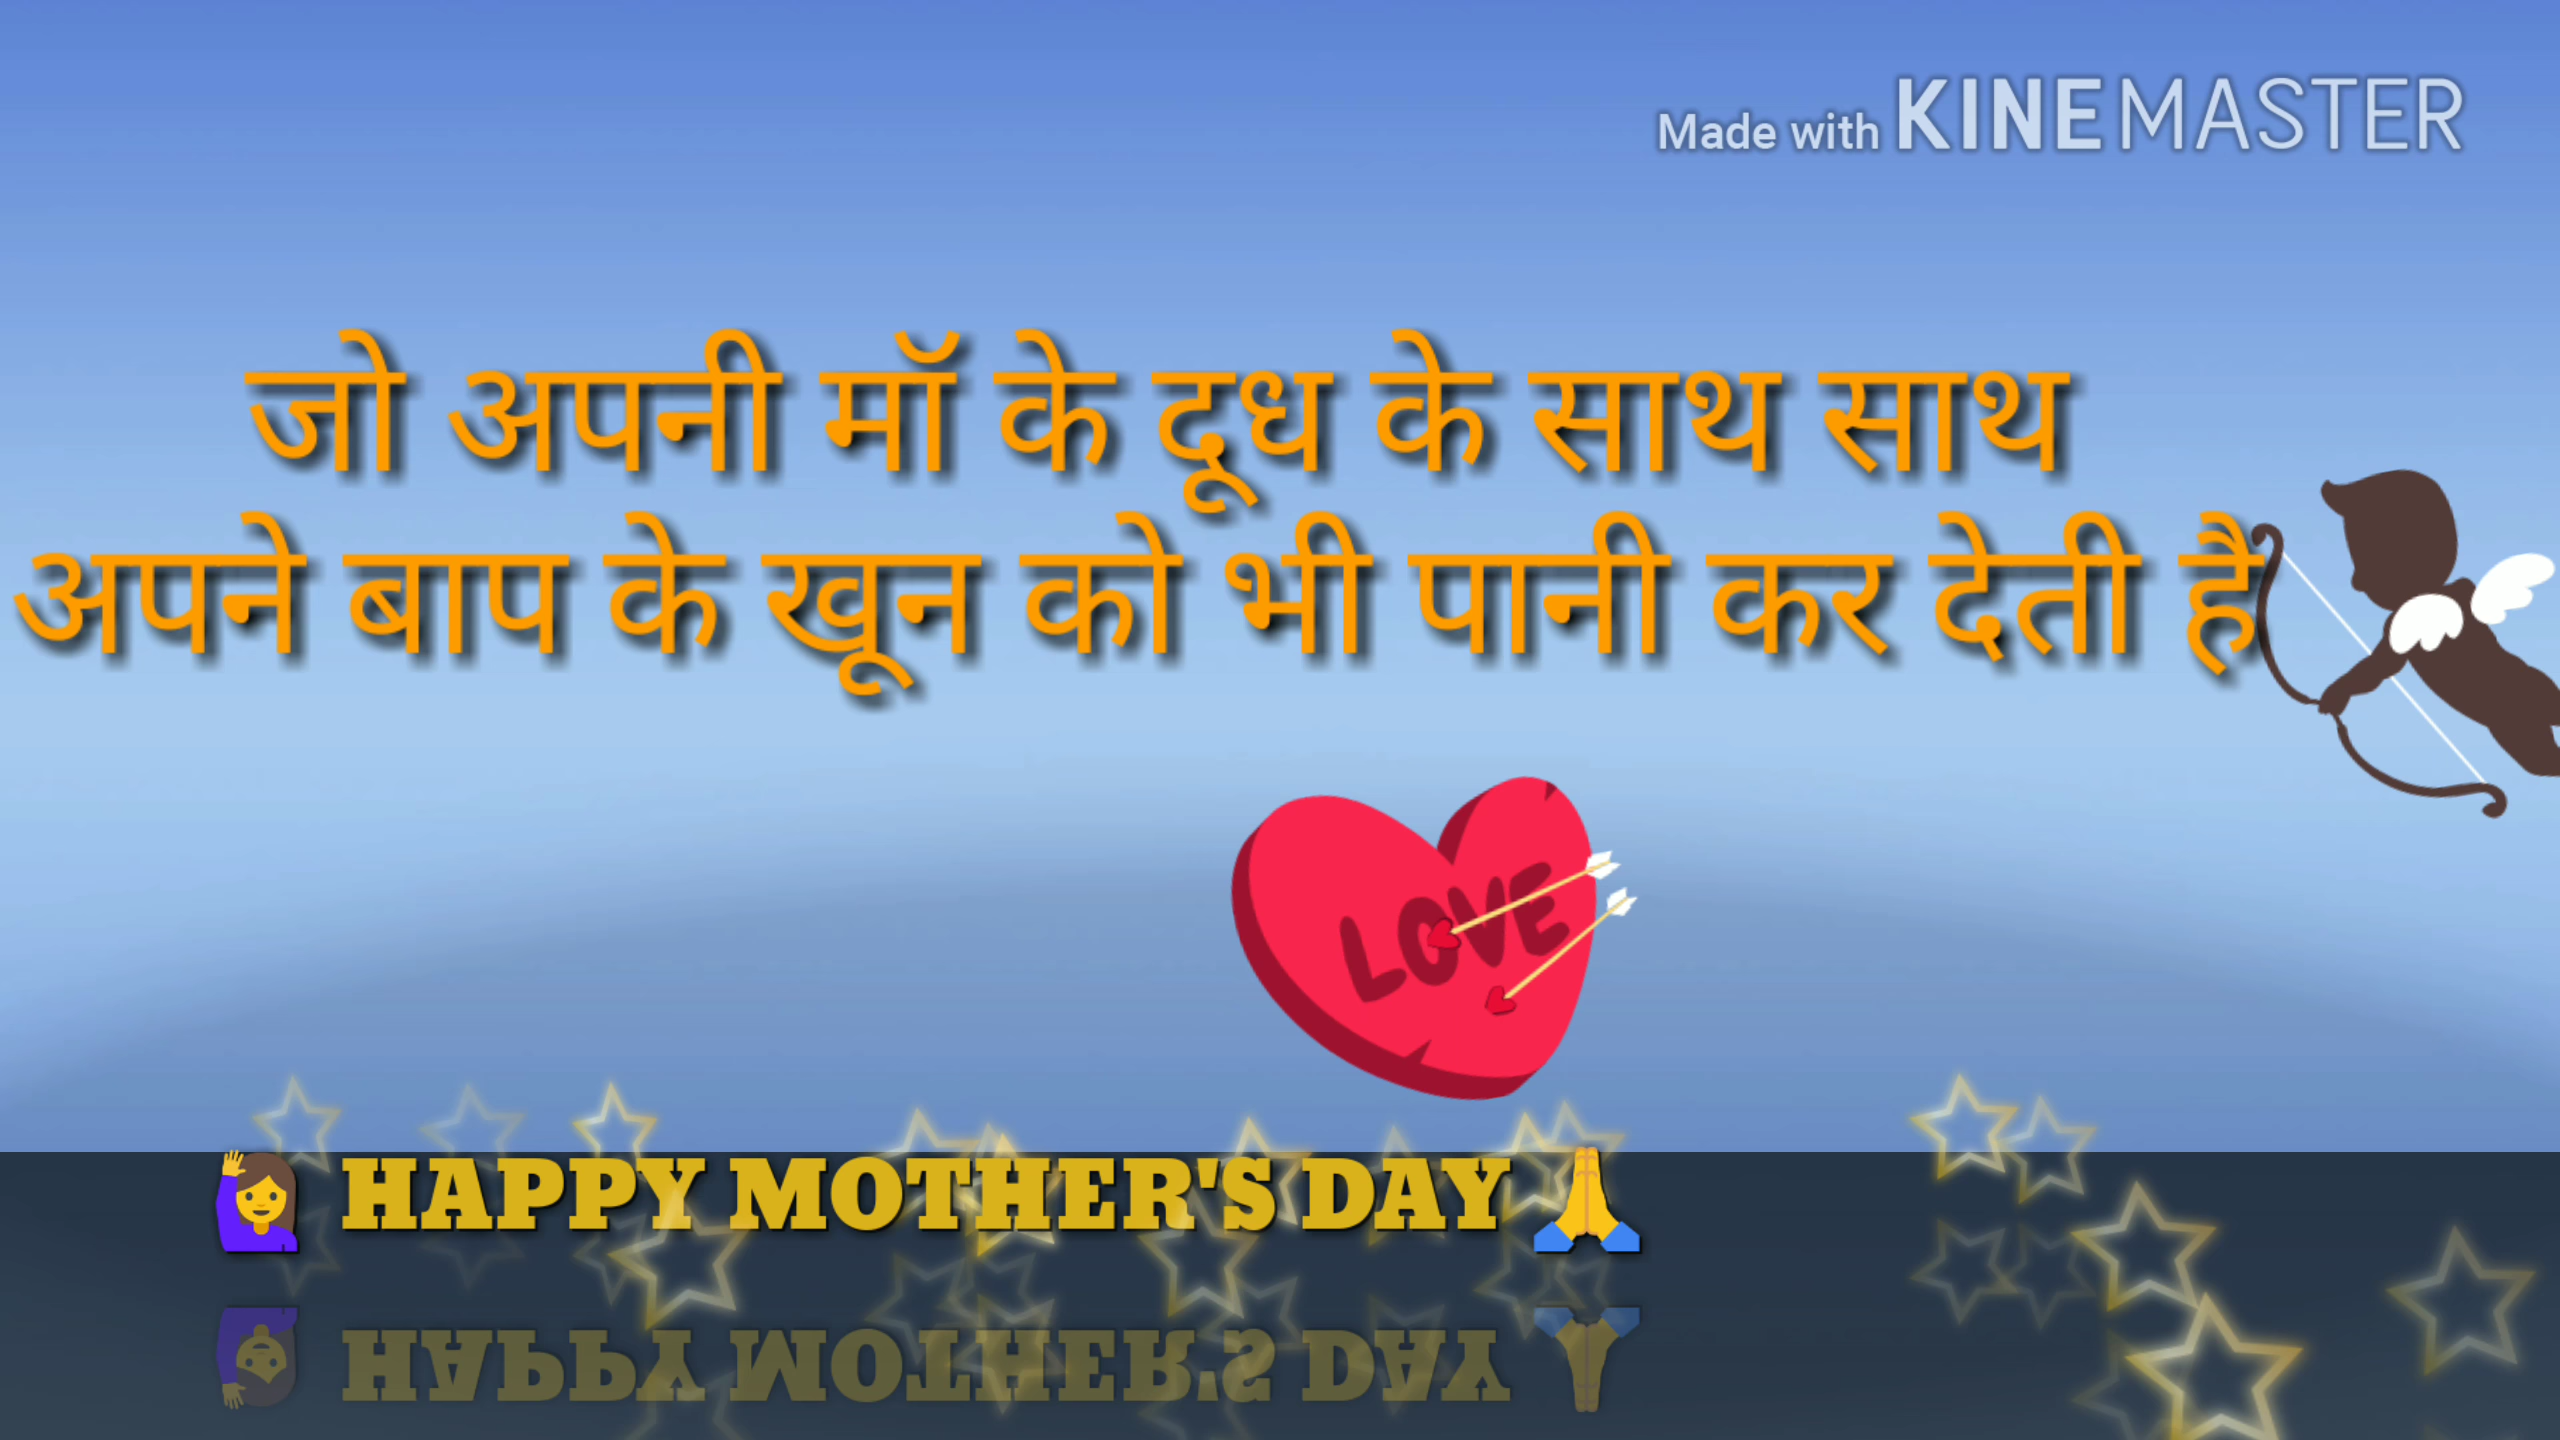 Made with KINEMASTER
जो अपनी मॉ के दूध के साथ साथ
अपने बाप के खून को भी पानी कर देती है
LOVE
🙋‍♀️ HAPPY MOTHER'S DAY 🙏